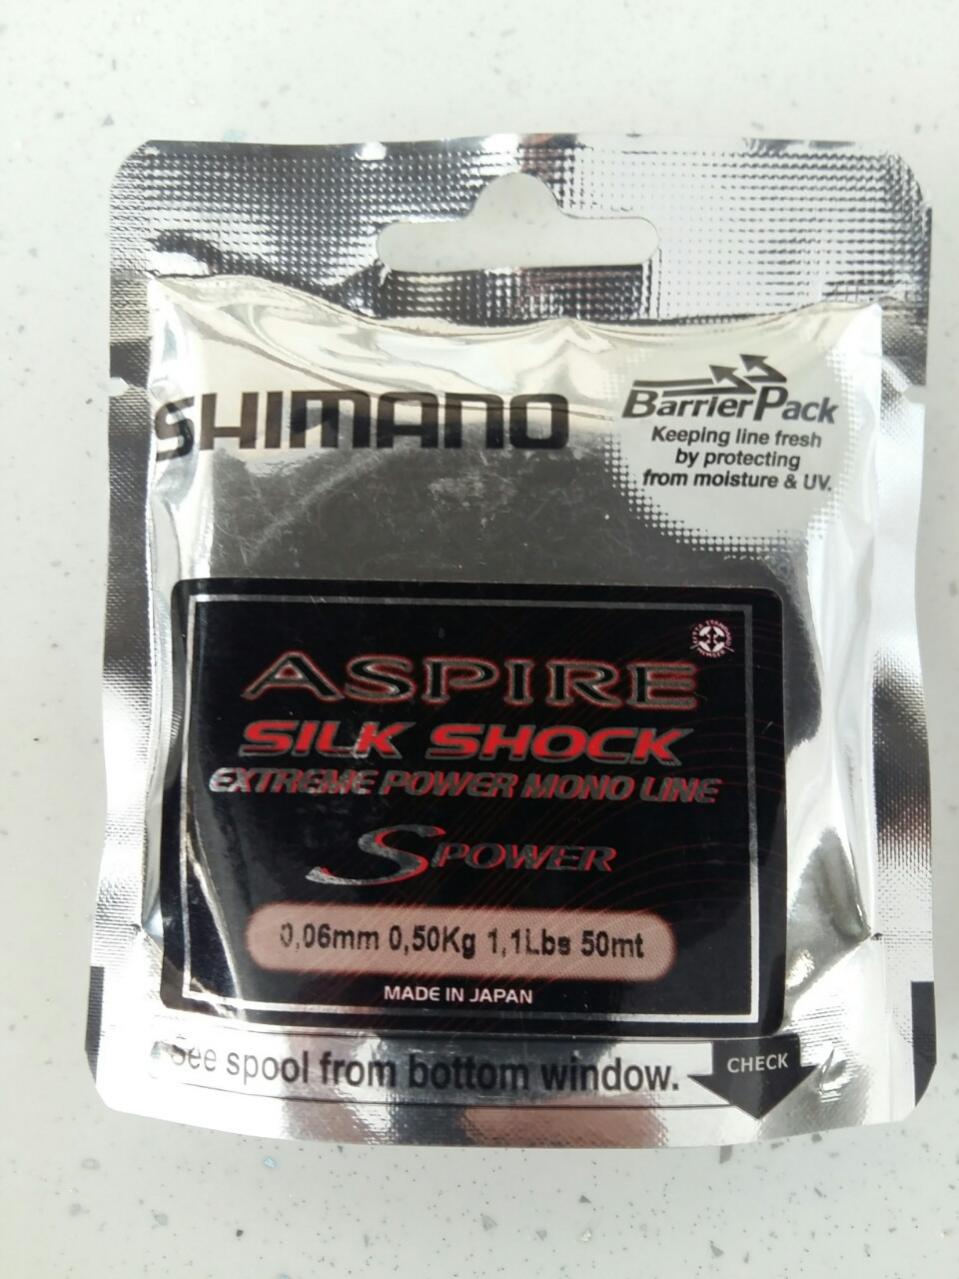 SHIMANO
BarrierPack
Keeping line fresh
by protecting
from moisture & UV.
ASPIRE
SILK SHOCK
EXTREME POWER MONO LINE
S POWER
0,06mm 0,50Kg 1,1Lbs 50mt
MADE IN JAPAN
See spool from bottom window.
CHECK